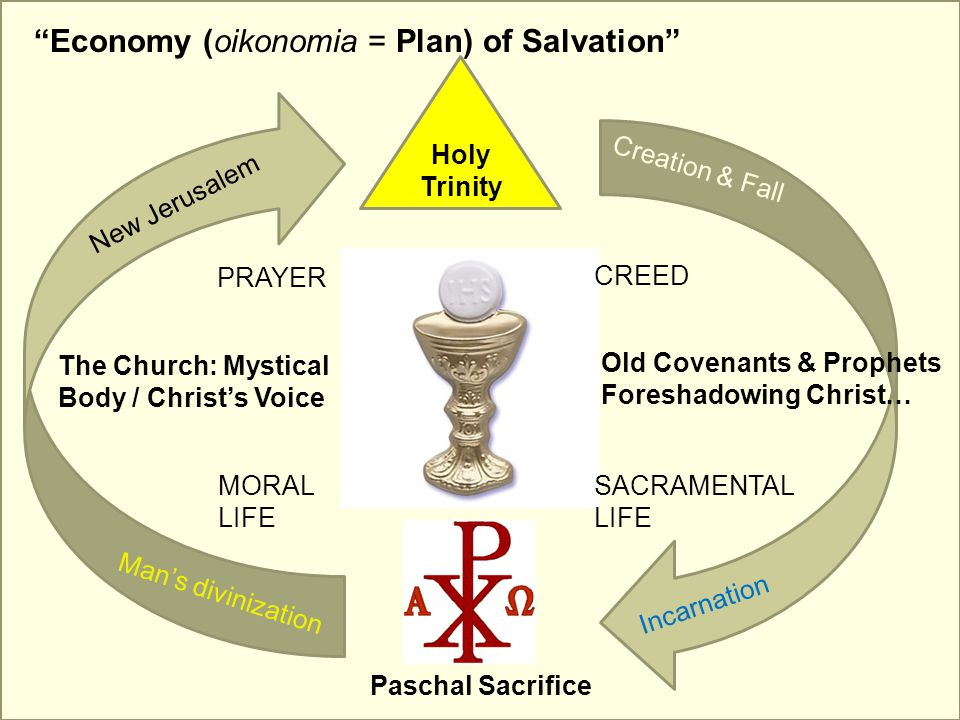 “Economy (oikonomia = Plan) of Salvation”
Holy
Trinity
Creation & Fall
New Jerusalem
PRAYER
CREED
IHS
The Church: Mystical
Body / Christ’s Voice
Old Covenants & Prophets
Foreshadowing Christ…
MORAL
LIFE
SACRAMENTAL
LIFE
Man’s divinization
Α Ω
Incarnation
Paschal Sacrifice